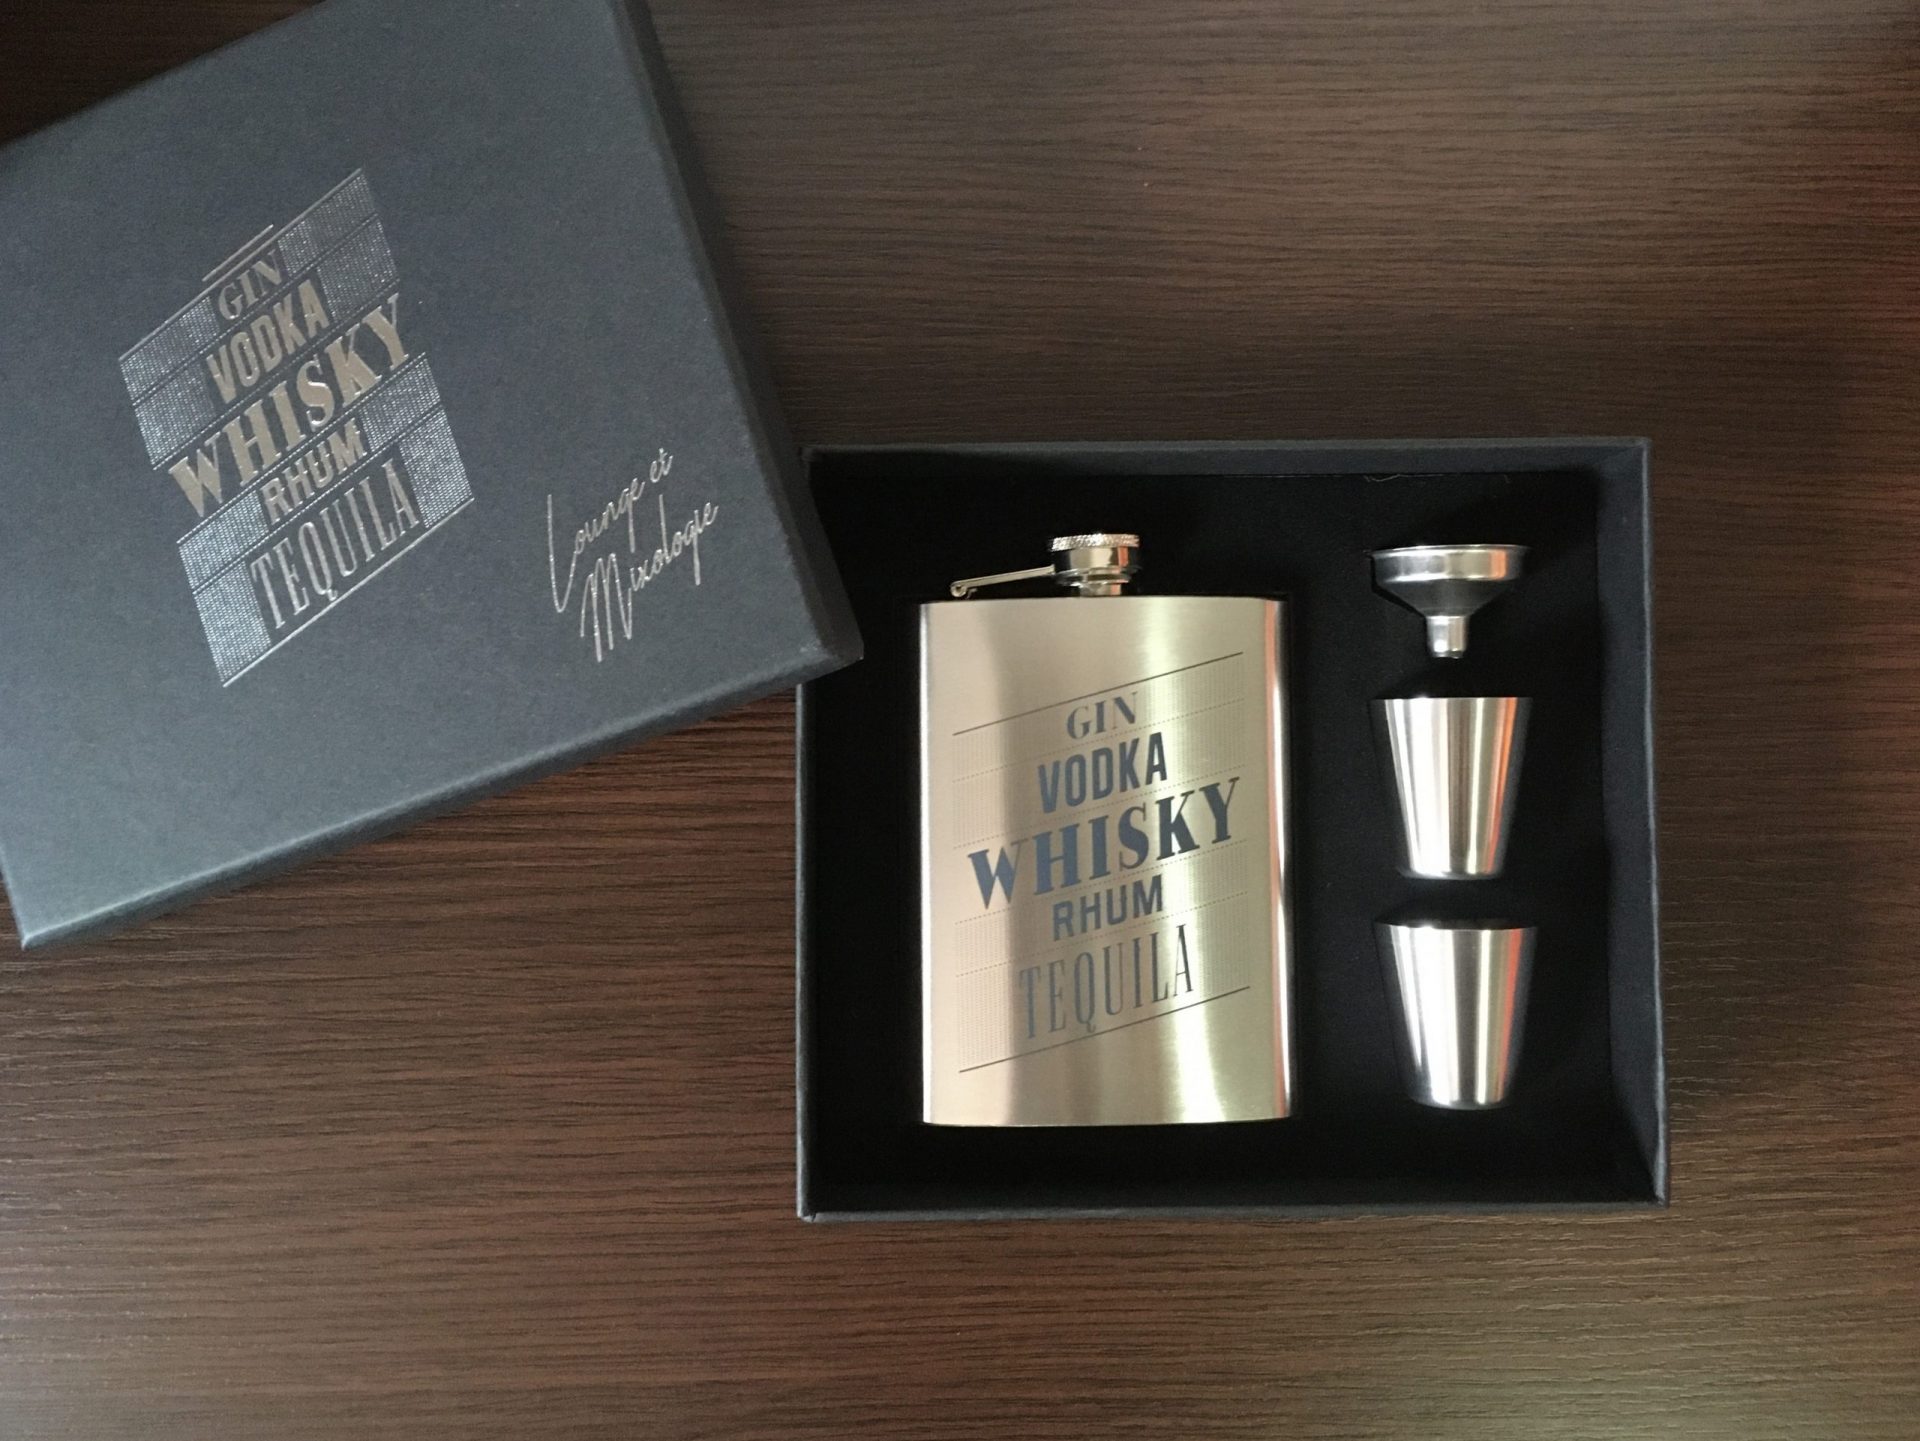 GIN
VODKA
WHISKY
RHUM
TEQUILA
Lounge et
Mixologie
GIN
VODKA
WHISKY
RHUM
TEQUILA